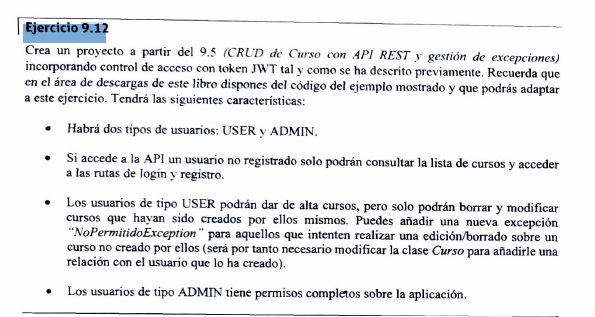 Ejercicio 9.12
Crea un proyecto a partir del 9.5 (CRUD de Curso con API REST y gestión de excepciones)
incorporando control de acceso con token JWT tal y como se ha descrito previamente. Recuerda que
en el área de descargas de este libro dispones del código del ejemplo mostrado y que podrás adaptar
a este ejercicio. Tendrá las siguientes características:
• Habrá dos tipos de usuarios: USER y ADMIN.
• Si accede a la API un usuario no registrado solo podrán consultar la lista de cursos y acceder
a las rutas de login y registro.
• Los usuarios de tipo USER podrán dar de alta cursos, pero solo podrán borrar y modificar
cursos que hayan sido creados por ellos mismos. Puedes añadir una nueva excepción
"NoPermitidoException" para aquellos que intenten realizar una edición/borrado sobre un
curso no creado por ellos (será por tanto necesario modificar la clase Curso para añadirle una
relación con el usuario que lo ha creado).
• Los usuarios de tipo ADMIN tiene permisos completos sobre la aplicación.